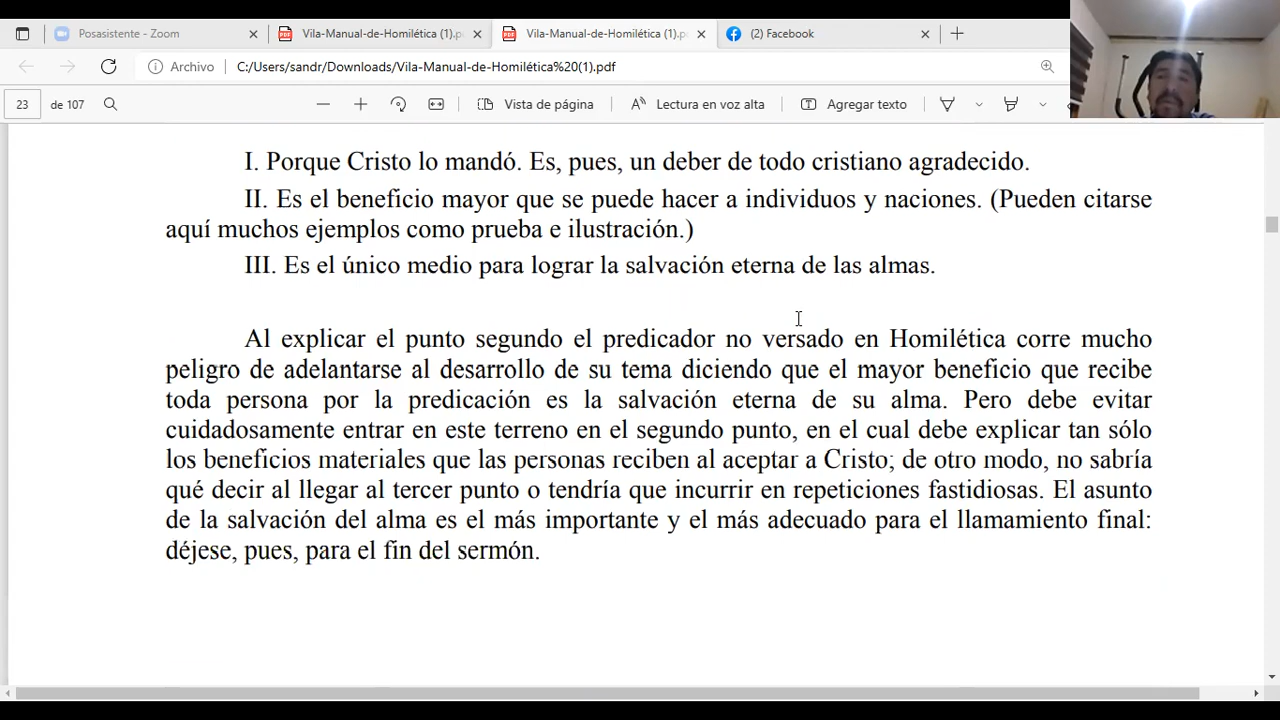 Posasistente - Zoom
Vila-Manual-de-Homilética (1).p
Vila-Manual-de-Homilética (1).p
(2) Facebook
Archivo
C:/Users/sandr/Downloads/Vila-Manual-de-Homilética%20(1).pdf
23 de 107
Vista de página
Lectura en voz alta
Agregar texto
I. Porque Cristo lo mandó. Es, pues, un deber de todo cristiano agradecido.
II. Es el beneficio mayor que se puede hacer a individuos y naciones. (Pueden citarse
aquí muchos ejemplos como prueba e ilustración.)
III. Es el único medio para lograr la salvación eterna de las almas.
Al explicar el punto segundo el predicador no versado en Homilética corre mucho
peligro de adelantarse al desarrollo de su tema diciendo que el mayor beneficio que recibe
toda persona por la predicación es la salvación eterna de su alma. Pero debe evitar
cuidadosamente entrar en este terreno en el segundo punto, en el cual debe explicar tan sólo
los beneficios materiales que las personas reciben al aceptar a Cristo; de otro modo, no sabría
qué decir al llegar al tercer punto o tendría que incurrir en repeticiones fastidiosas. El asunto
de la salvación del alma es el más importante y el más adecuado para el llamamiento final:
déjese, pues, para el fin del sermón.